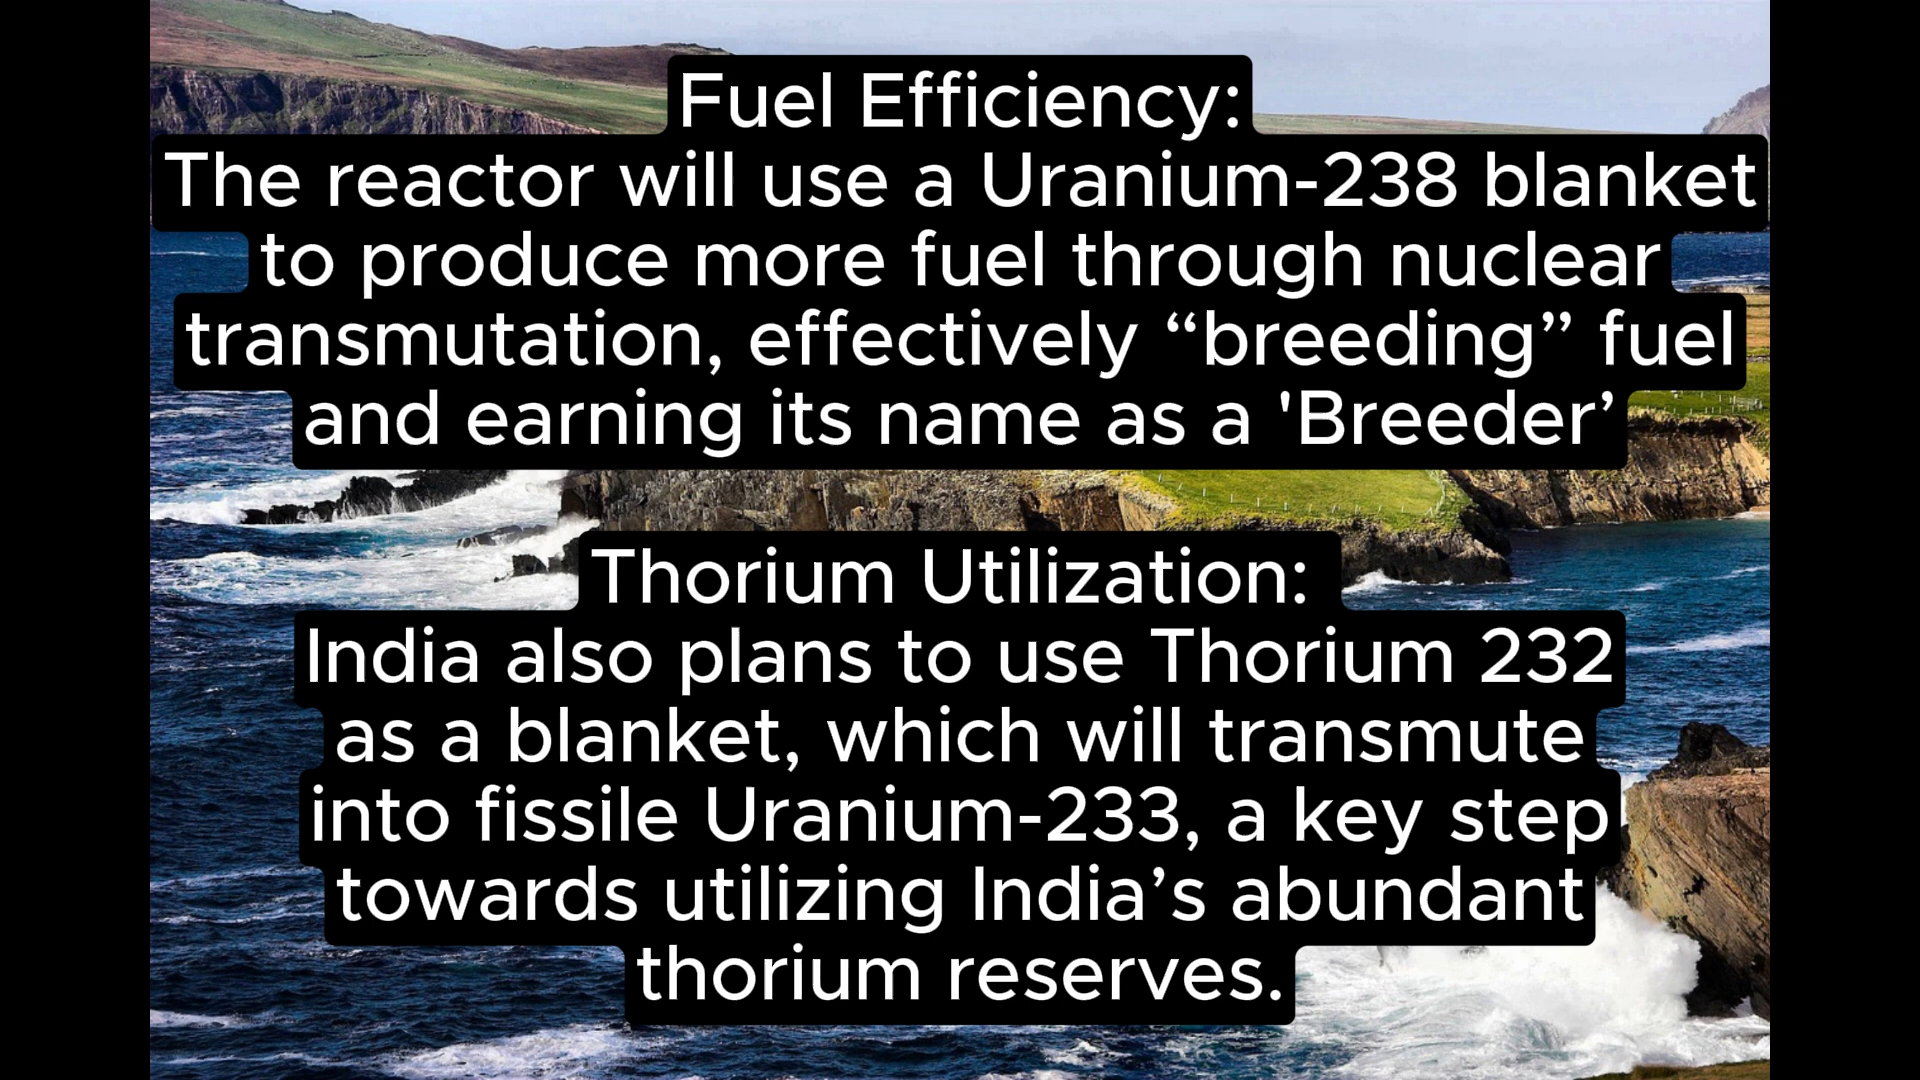 Fuel Efficiency:
The reactor will use a Uranium-238 blanket
to produce more fuel through nuclear
transmutation, effectively “breeding” fuel
and earning its name as a 'Breeder’
Thorium Utilization:
India also plans to use Thorium 232
as a blanket, which will transmute
into fissile Uranium-233, a key step
towards utilizing India’s abundant
thorium reserves.